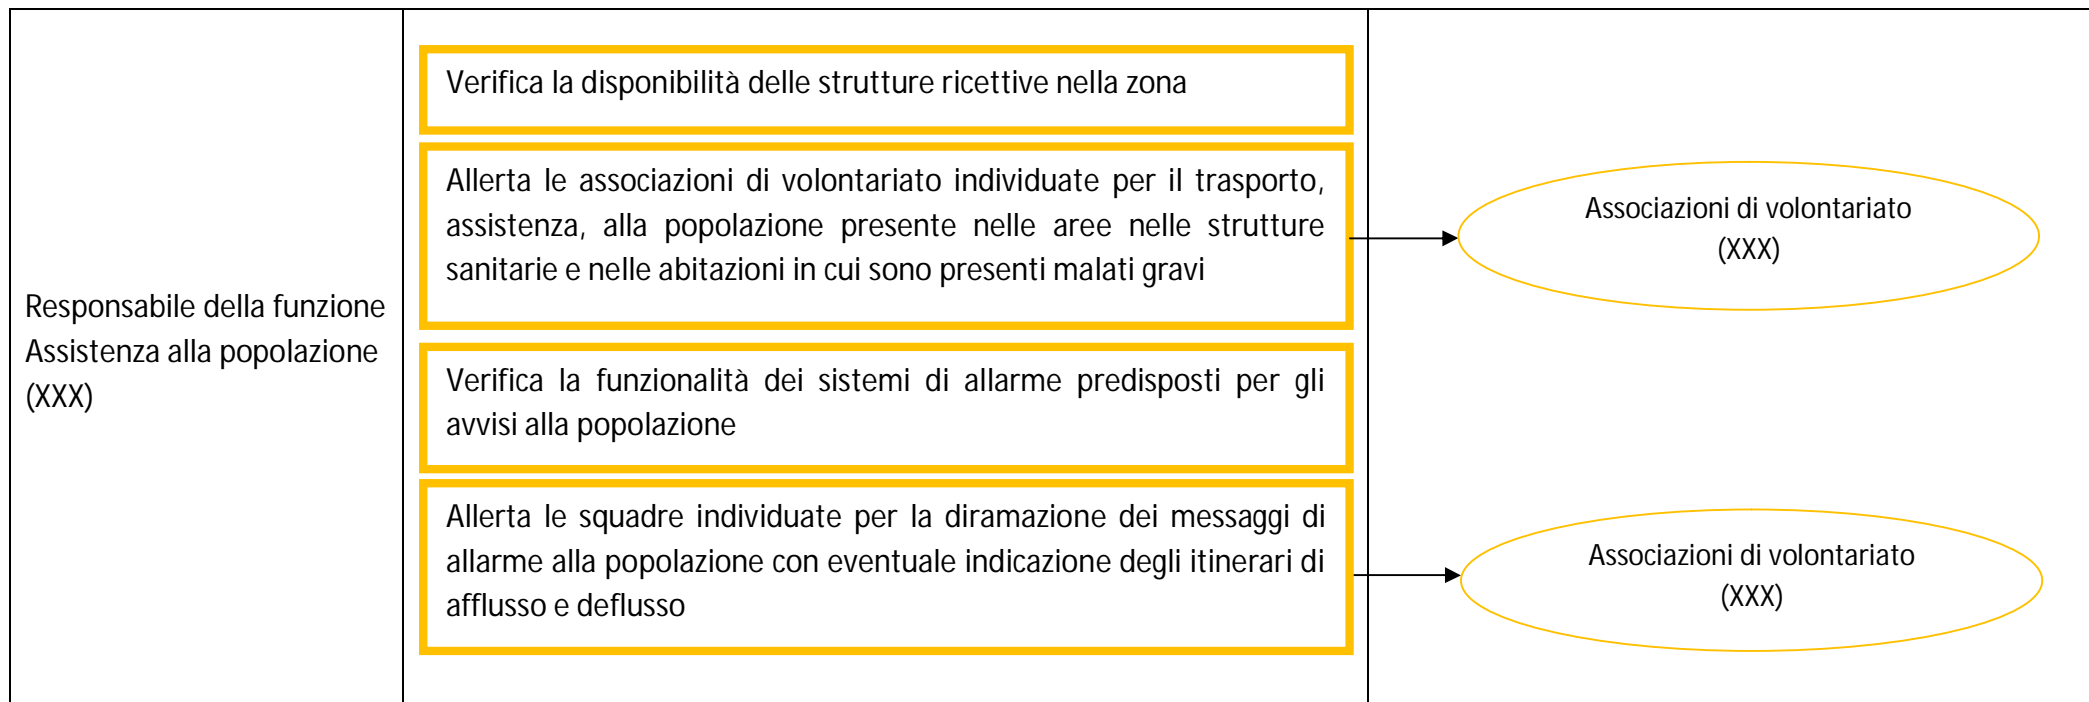 Responsabile della funzione
Assistenza alla popolazione
(XXX)
Verifica la disponibilità delle strutture ricettive nella zona
Allerta le associazioni di volontariato individuate per il trasporto,
assistenza, alla popolazione presente nelle aree nelle strutture
sanitarie e nelle abitazioni in cui sono presenti malati gravi
Verifica la funzionalità dei sistemi di allarme predisposti per gli
avvisi alla popolazione
Allerta le squadre individuate per la diramazione dei messaggi di
allarme alla popolazione con eventuale indicazione degli itinerari di
afflusso e deflusso
Associazioni di volontariato
(XXX)
Associazioni di volontariato
(XXX)